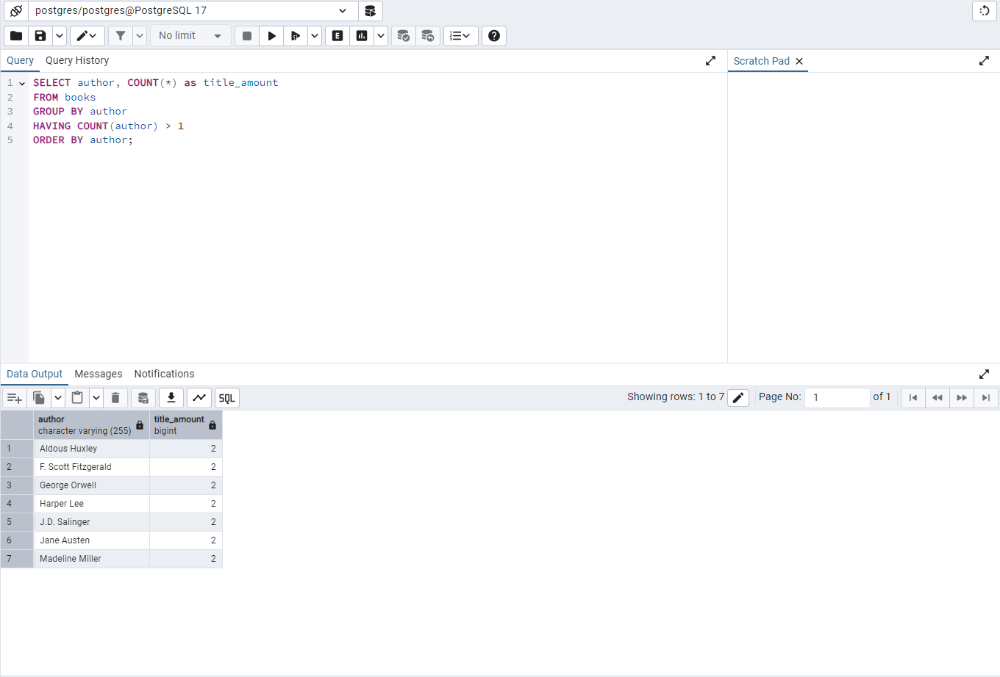 postgres/postgres@PostgreSQL 17
No limit
E
Query Query History
Scratch Pad
1 SELECT author, COUNT(*) as title_amount
2 FROM books
3 GROUP BY author
4 HAVING COUNT(author) > 1
5 ORDER BY author;
Data Output Messages Notifications
SQL Showing rows: 1 to 7 Page No: 1 of 1
author title_amount
character varying (255) bigint
1 Aldous Huxley 2
2 F. Scott Fitzgerald 2
3 George Orwell 2
4 Harper Lee 2
5 J.D. Salinger 2
6 Jane Austen 2
7 Madeline Miller 2